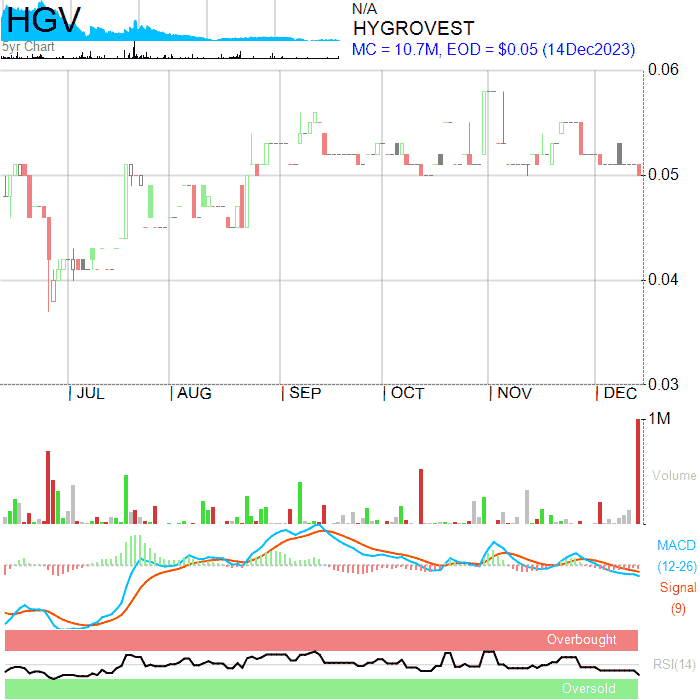 HGV
5yr Chart
N/A
HYGROVEST
MC = 10.7M, EOD = $0.05 (14Dec2023)
0.06
0.05
0.04
0.03
JUL AUG SEP OCT NOV DEC
1M
Volume
MACD
(12-26)
Signal
(9)
Overbought
RSI(14)
Oversold